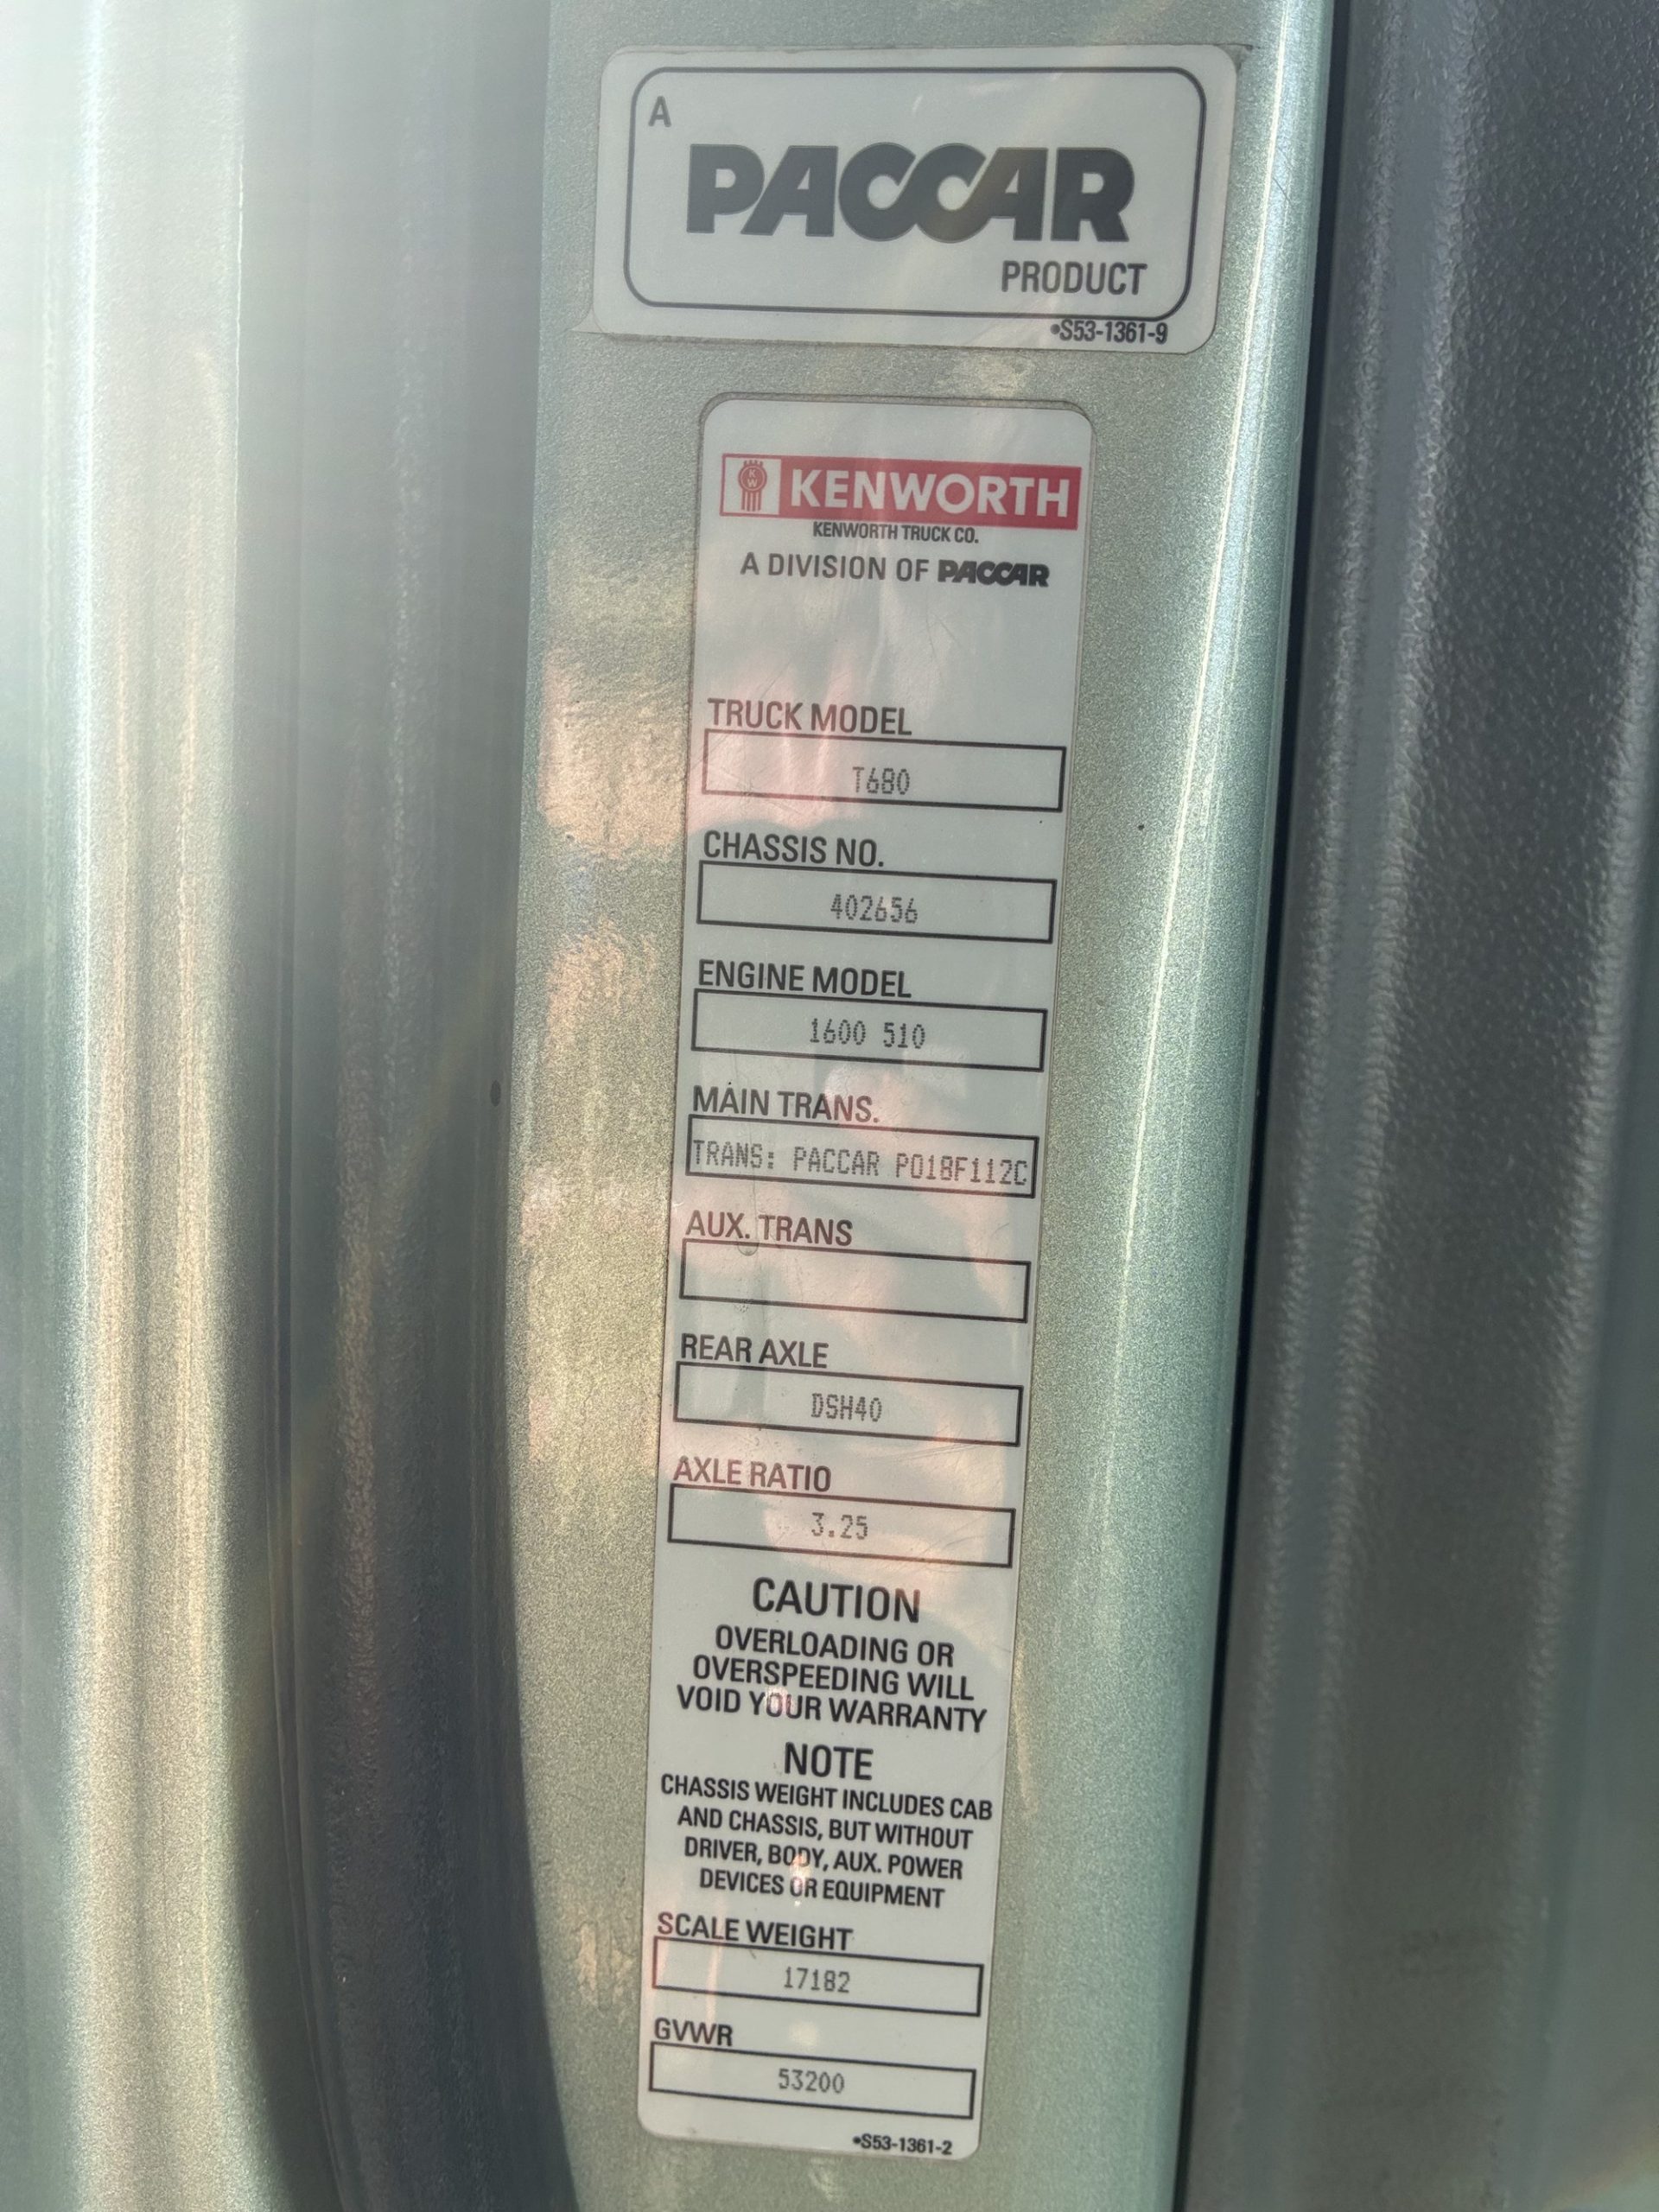 A
PACCAR
PRODUCT
•S53-1361-9
KW KENWORTH
KENWORTH TRUCK CO.
A DIVISION OF PACCAR
TRUCK MODEL
T680
CHASSIS NO.
402656
ENGINE MODEL
1600 510
MAIN TRANS.
TRANS: PACCAR PO18F112C
AUX. TRANS
REAR AXLE
DSH40
AXLE RATIO
3.25
CAUTION
OVERLOADING OR
OVERSPEEDING WILL
VOID YOUR WARRANTY
NOTE
CHASSIS WEIGHT INCLUDES CAB
AND CHASSIS, BUT WITHOUT
DRIVER, BODY, AUX. POWER
DEVICES OR EQUIPMENT
SCALE WEIGHT
17182
GVWR
53200
•S53-1361-2